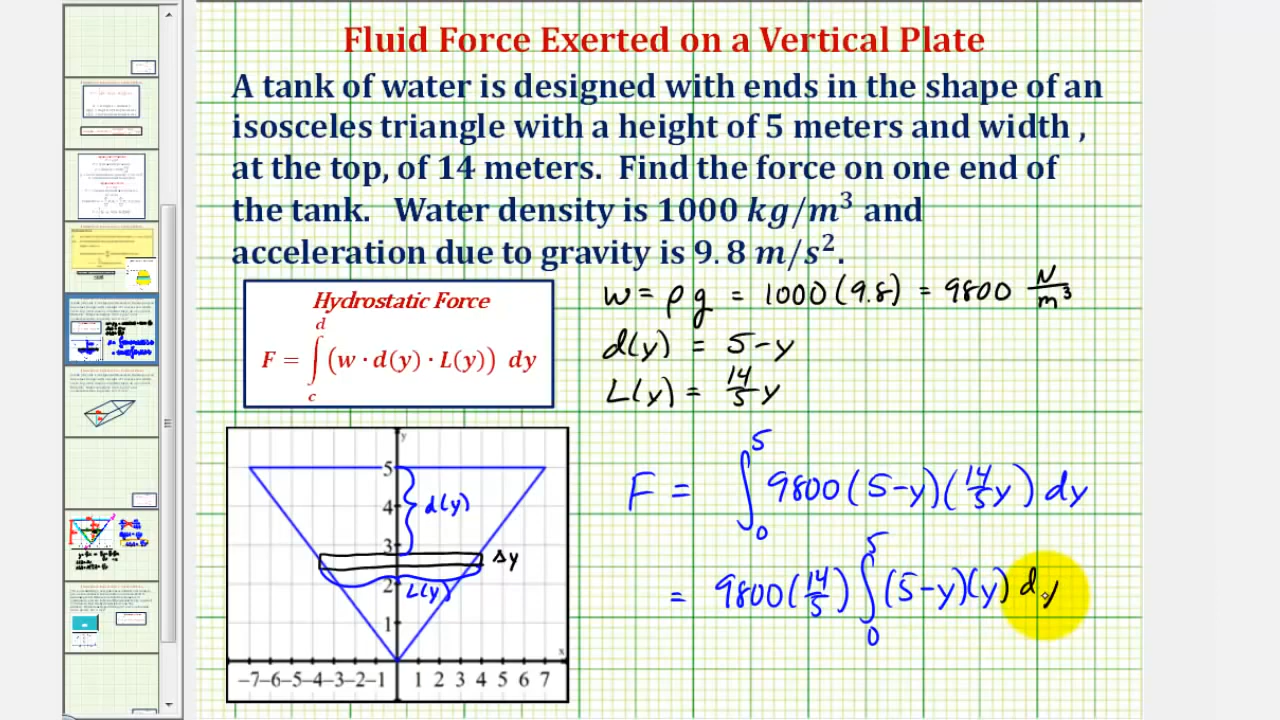 Fluid Force Exerted on a Vertical Plate
A tank of water is designed with ends in the shape of an
isosceles triangle with a height of 5 meters and width ,
at the top, of 14 meters.  Find the force on one end of
the tank.  Water density is 1000 kg/m³ and
acceleration due to gravity is 9.8 m/s².
Hydrostatic Force
F = ∫_c^d (w · d(y) · L(y)) dy
w = ρg = 1000(9.8) = 9800 N/m³
d(y) = 5-y
L(y) = 14/5 y
y
5
4
3
2
1
d(y)
Δy
L(y)
x
-7-6-5-4-3-2-1 1 2 3 4 5 6 7
F = ∫_0^5 9800(5-y)(14/5 y) dy
= 9800(14/5) ∫_0^5 (5-y)(y) dy